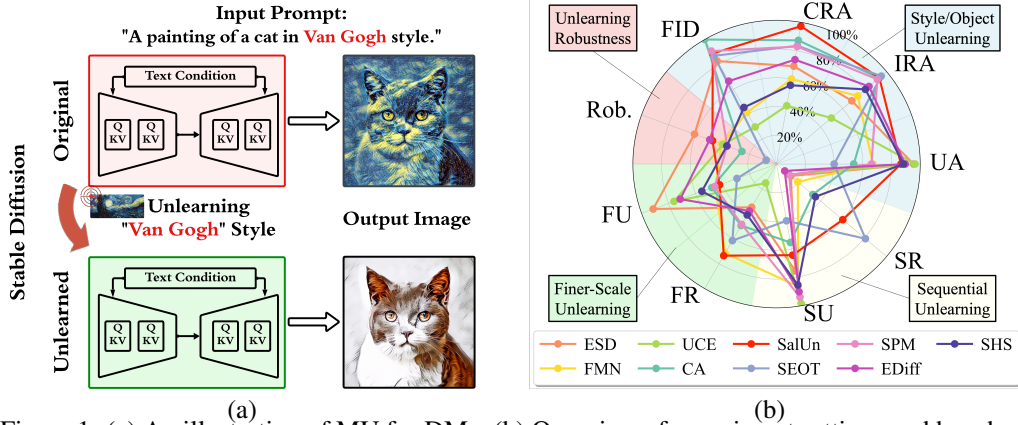 Input Prompt:
"A painting of a cat in Van Gogh style."
Original
Text Condition
Q
KV
Q
KV
Q
KV
Q
KV
Stable Diffusion
Unlearning
"Van Gogh" Style
Output Image
Unlearned
Text Condition
Q
KV
Q
KV
Q
KV
Q
KV
(a)
Unlearning
Robustness
Style/Object
Unlearning
Finer-Scale
Unlearning
Sequential
Unlearning
CRA
IRA
UA
SR
SU
FR
FU
Rob.
FID
100%
80%
60%
40%
20%
ESD
UCE
SalUn
SPM
SHS
FMN
CA
SEOT
EDiff
(b)